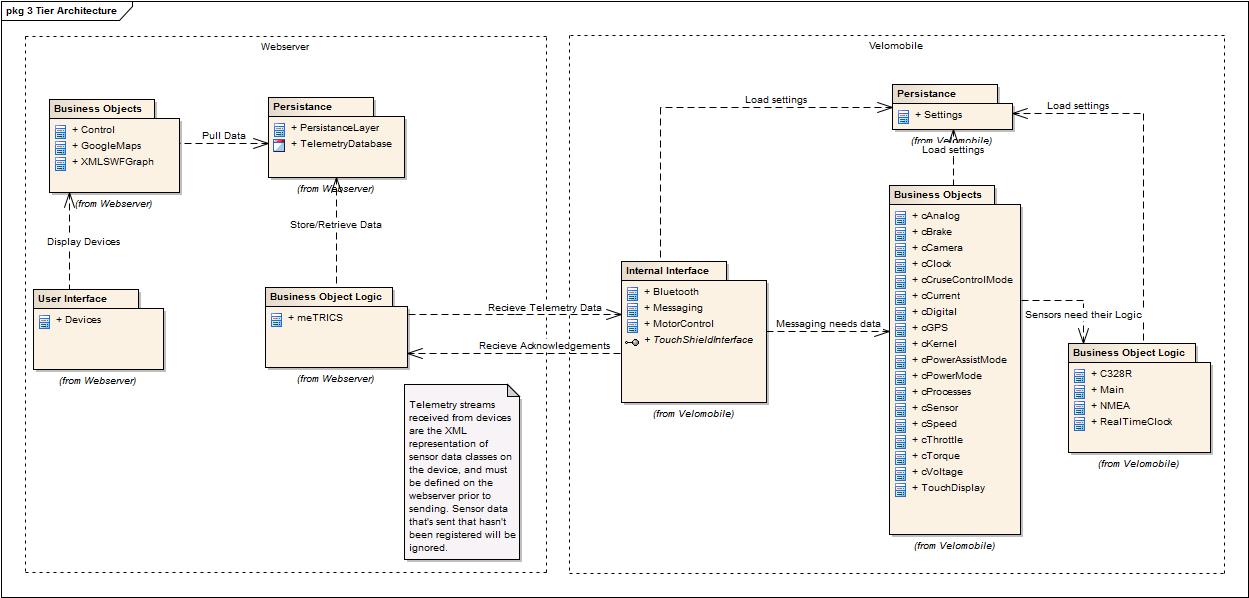 pkg 3 Tier Architecture
Webserver
Business Objects
+ Control
+ GoogleMaps
+ XMLSWFGraph
(from Webserver)
Pull Data
Persistance
+ PersistanceLayer
+ TelemetryDatabase
(from Webserver)
Display Devices
Store/Retrieve Data
User Interface
+ Devices
(from Webserver)
Business Object Logic
+ meTRICS
(from Webserver)
Recieve Telemetry Data
Recieve Acknowledgements
Telemetry streams
received from devices
are the XML
representation of
sensor data classes on
the device, and must
be defined on the
webserver prior to
sending. Sensor data
that's sent that hasn't
been registered will be
ignored.
Velomobile
Load settings
Persistance
+ Settings
(from Velomobile)
Load settings
Load settings
Internal Interface
+ Bluetooth
+ Messaging
+ MotorControl
+ TouchShieldInterface
(from Velomobile)
Messaging needs data
Business Objects
+ cAnalog
+ cBrake
+ cCamera
+ cClock
+ cCruseControlMode
+ cCurrent
+ cDigital
+ cGPS
+ cKernel
+ cPowerAssistMode
+ cPowerMode
+ cProcesses
+ cSensor
+ cSpeed
+ cThrottle
+ cTorque
+ cVoltage
+ TouchDisplay
(from Velomobile)
Sensors need their Logic
Business Object Logic
+ C328R
+ Main
+ NMEA
+ RealTimeClock
(from Velomobile)